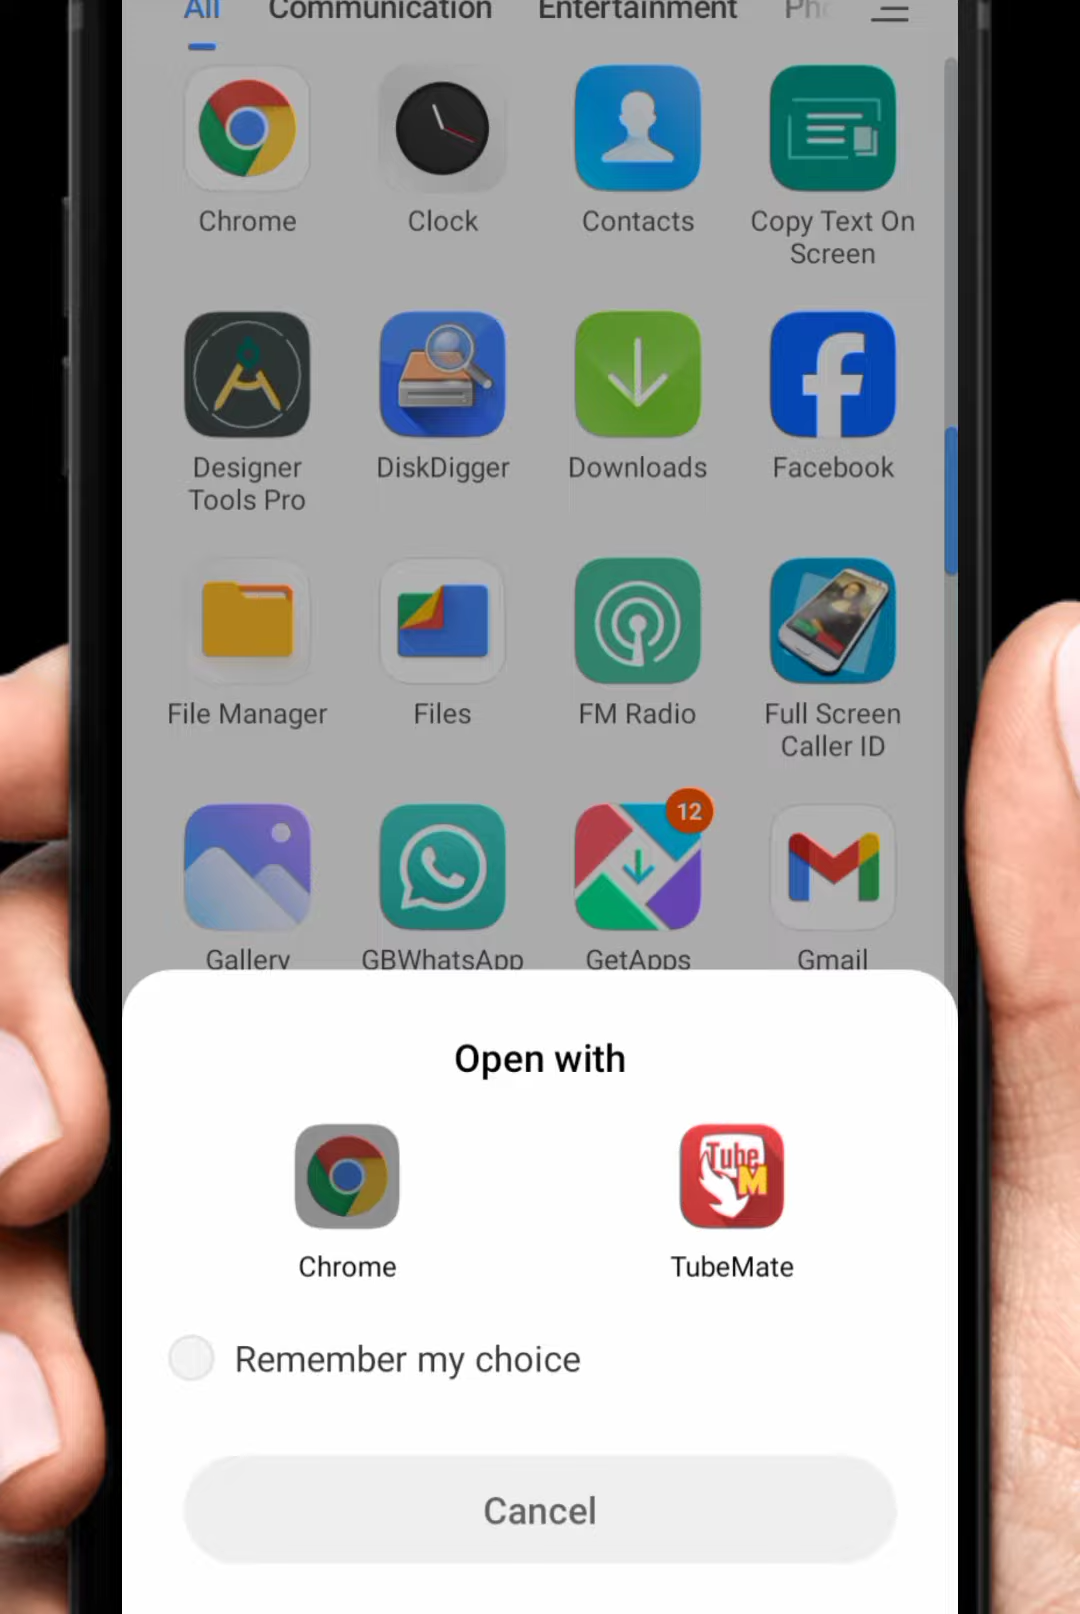 All Communication Entertainment Pho
Chrome Clock Contacts Copy Text On
Screen
Designer DiskDigger Downloads Facebook
Tools Pro
File Manager Files FM Radio Full Screen
Caller ID
12
Gallery GBWhatsApp GetApps Gmail
Open with
Tube
M
Chrome TubeMate
Remember my choice
Cancel